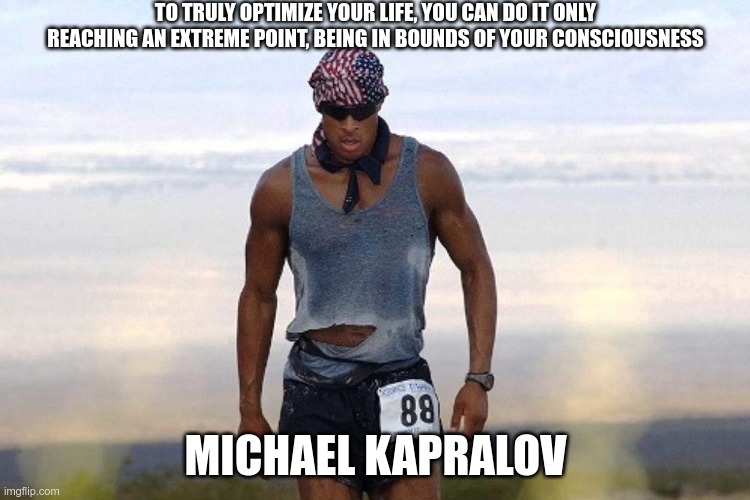 TO TRULY OPTIMIZE YOUR LIFE, YOU CAN DO IT ONLY
REACHING AN EXTREME POINT, BEING IN BOUNDS OF YOUR CONSCIOUSNESS
88
MICHAEL KAPRALOV
imgflip.com